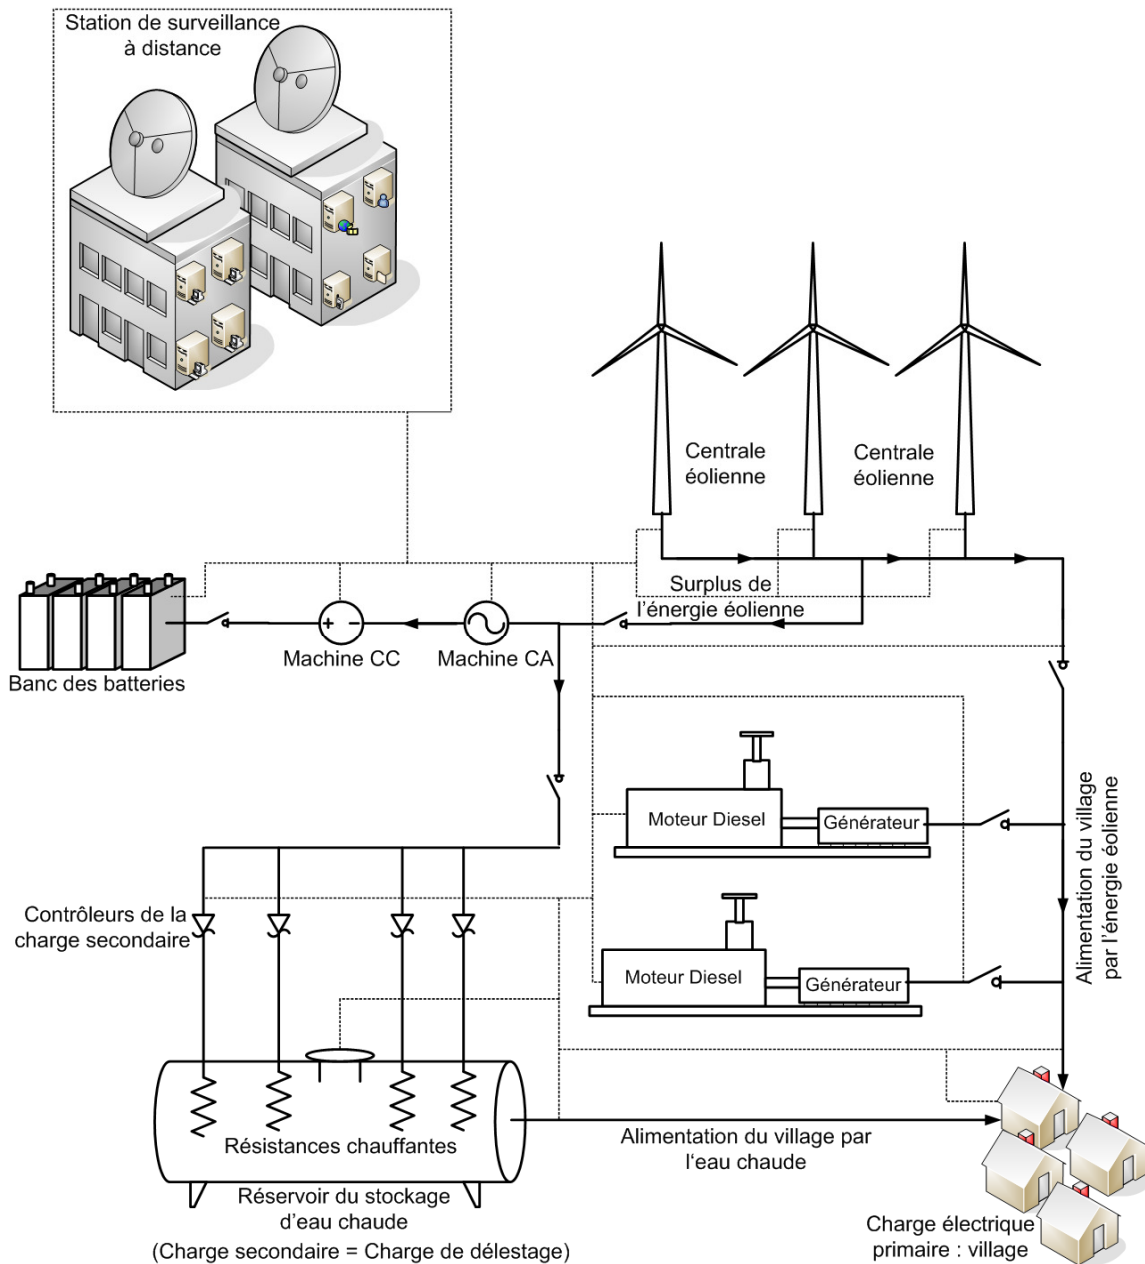 Station de surveillance
à distance
Centrale
éolienne
Centrale
éolienne
Surplus de
l'énergie éolienne
Banc des batteries
Machine CC
Machine CA
Moteur Diesel
Générateur
Alimentation du village
par l'énergie éolienne
Contrôleurs de la
charge secondaire
Moteur Diesel
Générateur
Résistances chauffantes
Alimentation du village par
l'eau chaude
Réservoir du stockage
d'eau chaude
(Charge secondaire = Charge de délestage)
Charge électrique
primaire : village